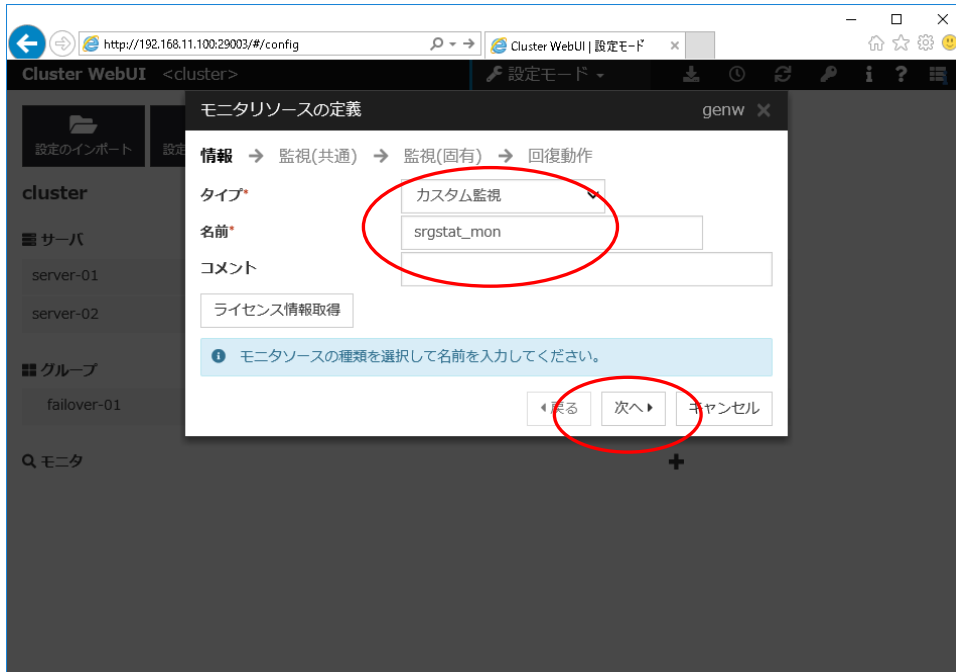 http://192.168.11.100:29003/#/config
Cluster WebUI | 設定モード
Cluster WebUI <cluster>
設定モード
モニタリソースの定義
genw
設定のインポート
設定
情報 → 監視(共通) → 監視(固有) → 回復動作
cluster
タイプ*
カスタム監視
名前*
srgstat_mon
サーバ
コメント
server-01
ライセンス情報取得
server-02
モニタソースの種類を選択して名前を入力してください。
グループ
failover-01
戻る
次へ
キャンセル
モニタ